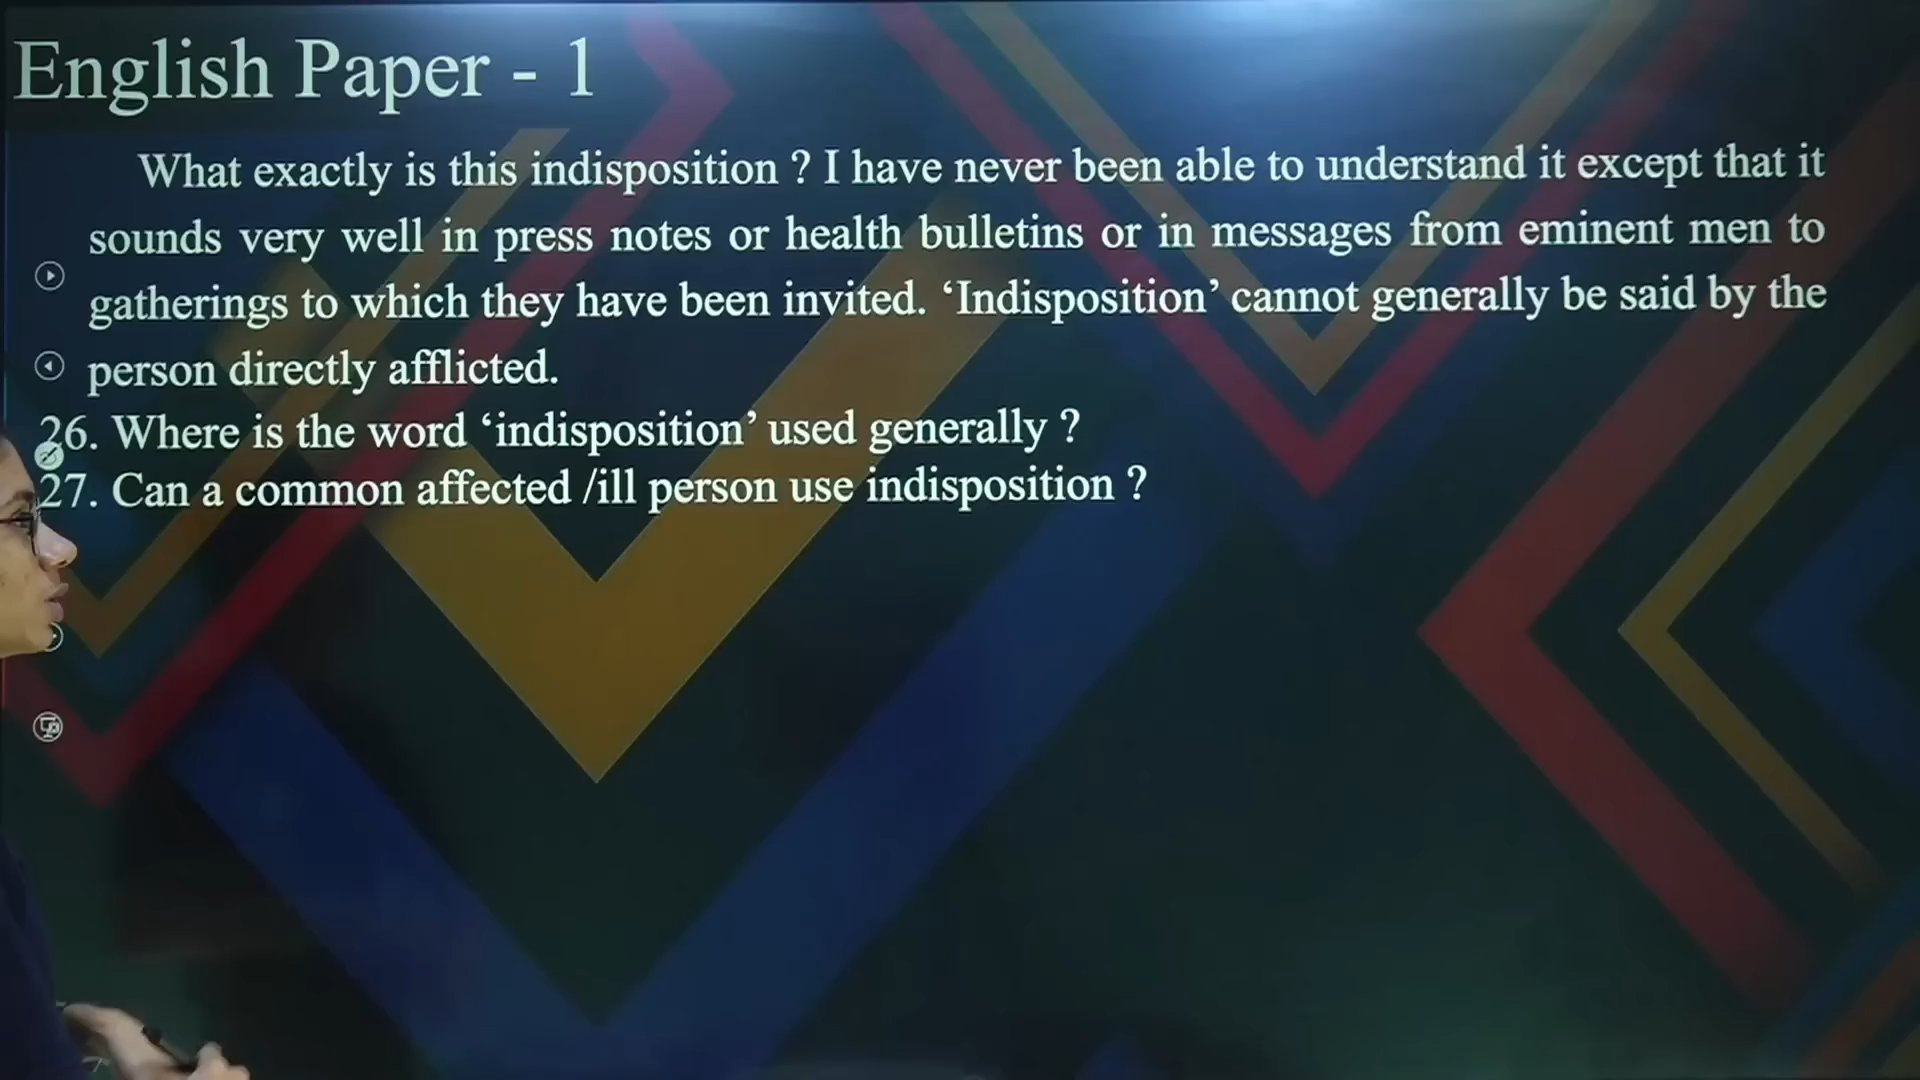 English Paper - 1
What exactly is this indisposition ? I have never been able to understand it except that it
sounds very well in press notes or health bulletins or in messages from eminent men to
gatherings to which they have been invited. ‘Indisposition’ cannot generally be said by the
person directly afflicted.
26. Where is the word ‘indisposition’ used generally ?
27. Can a common affected /ill person use indisposition ?